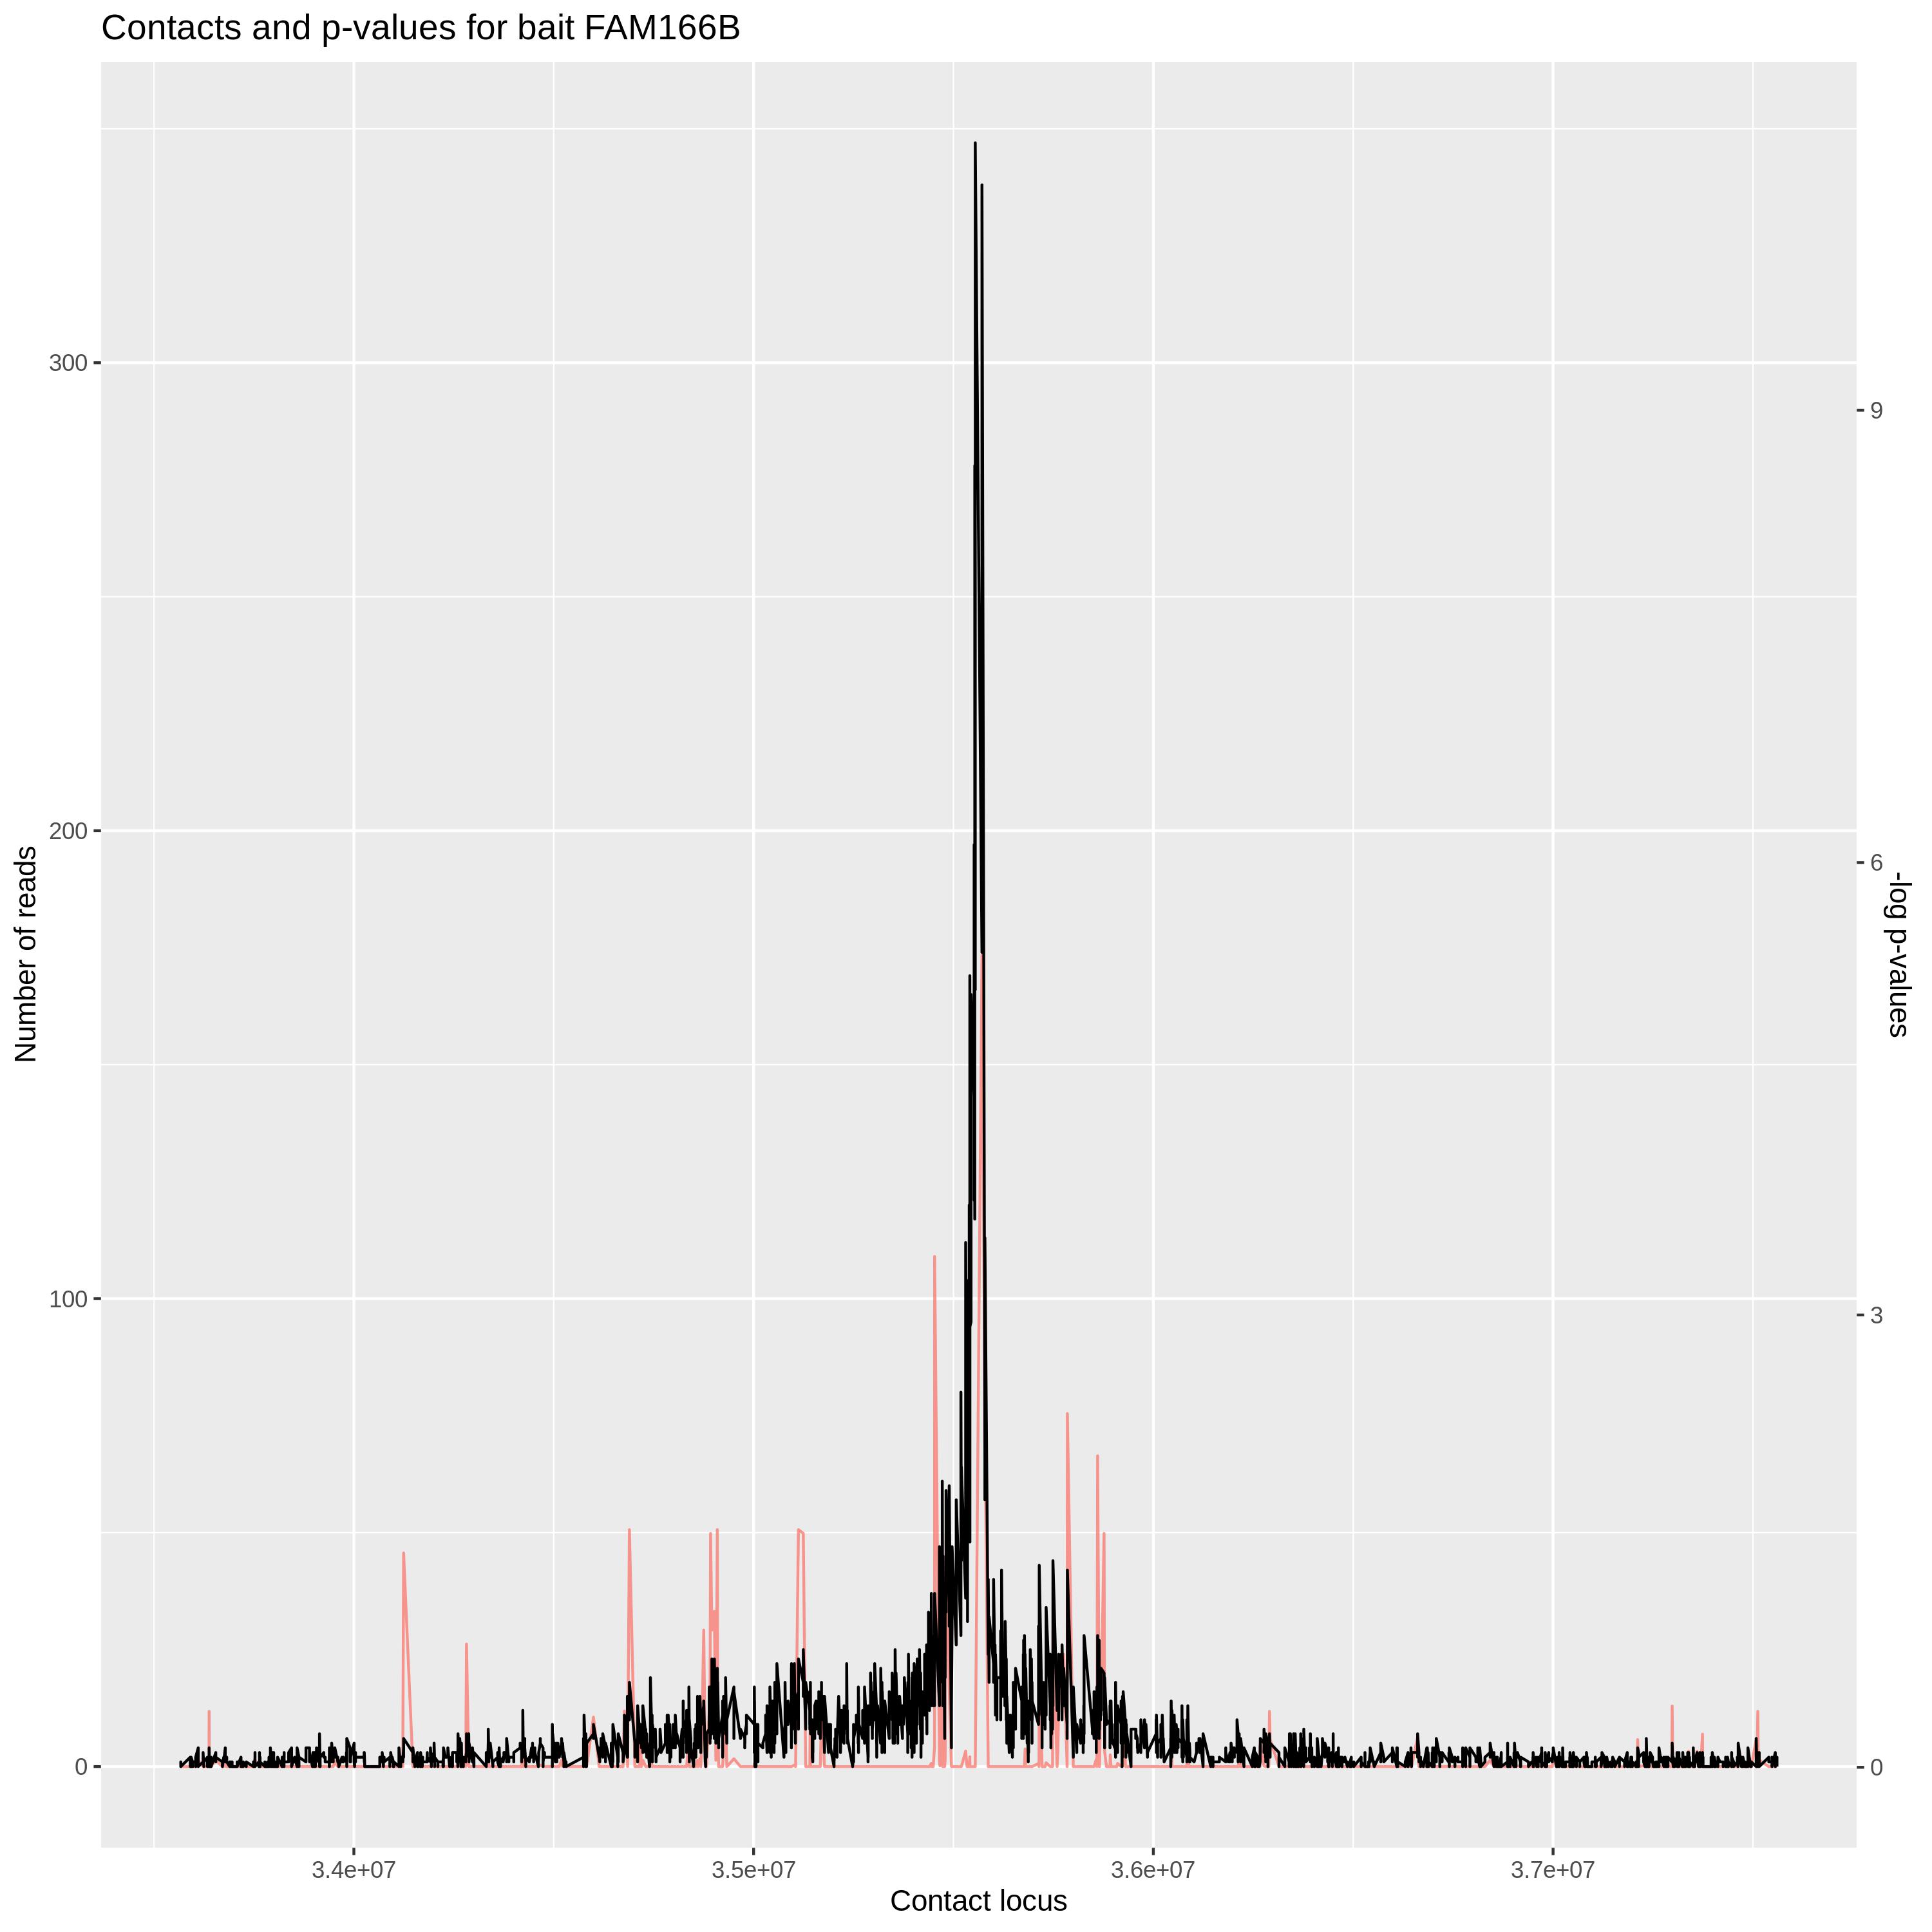 Contacts and p-values for bait FAM166B
300
200
100
0
Number of reads
9
6
3
0
-log p-values
3.4e+07 3.5e+07 3.6e+07 3.7e+07
Contact locus